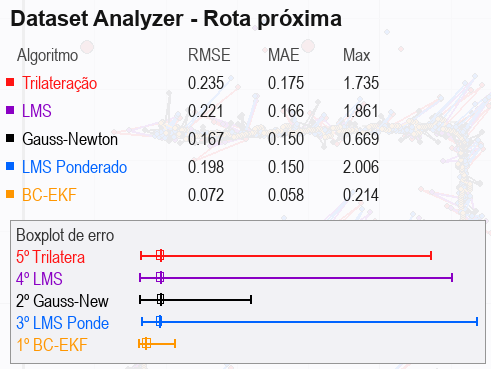 Dataset Analyzer - Rota próxima
Algoritmo RMSE MAE Max
Trilateração 0.235 0.175 1.735
LMS 0.221 0.166 1.861
Gauss-Newton 0.167 0.150 0.669
LMS Ponderado 0.198 0.150 2.006
BC-EKF 0.072 0.058 0.214
Boxplot de erro
5º Trilatera
4º LMS
2º Gauss-New
3º LMS Ponde
1º BC-EKF